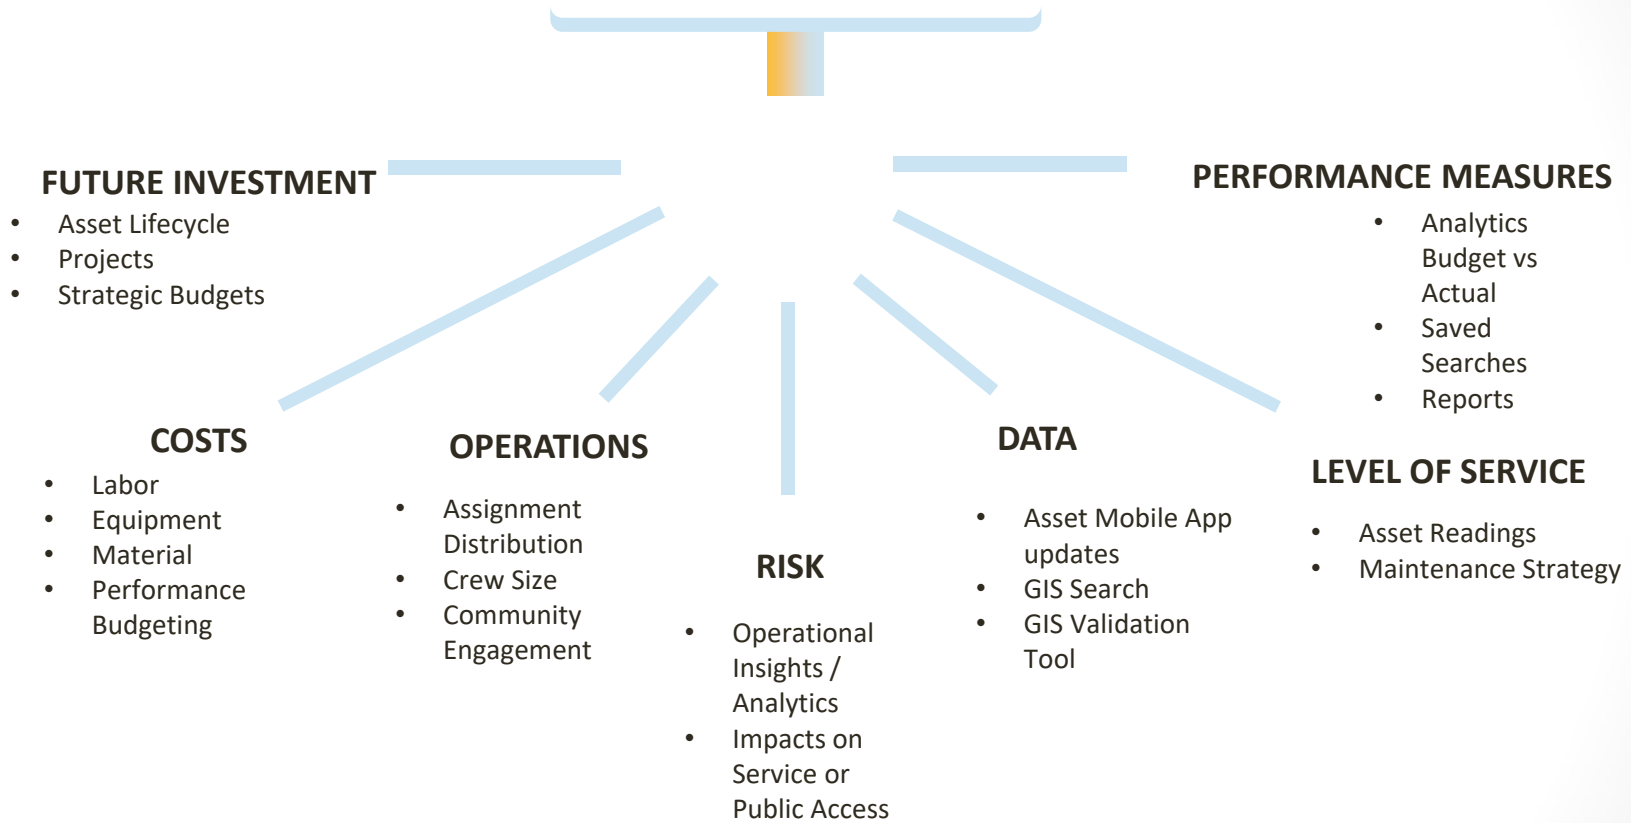 FUTURE INVESTMENT
• Asset Lifecycle
• Projects
• Strategic Budgets
COSTS
• Labor
• Equipment
• Material
• Performance
Budgeting
OPERATIONS
• Assignment
Distribution
• Crew Size
• Community
Engagement
RISK
• Operational
Insights /
Analytics
• Impacts on
Service or
Public Access
DATA
• Asset Mobile App
updates
• GIS Search
• GIS Validation
Tool
LEVEL OF SERVICE
• Asset Readings
• Maintenance Strategy
PERFORMANCE MEASURES
• Analytics
Budget vs
Actual
• Saved
Searches
• Reports